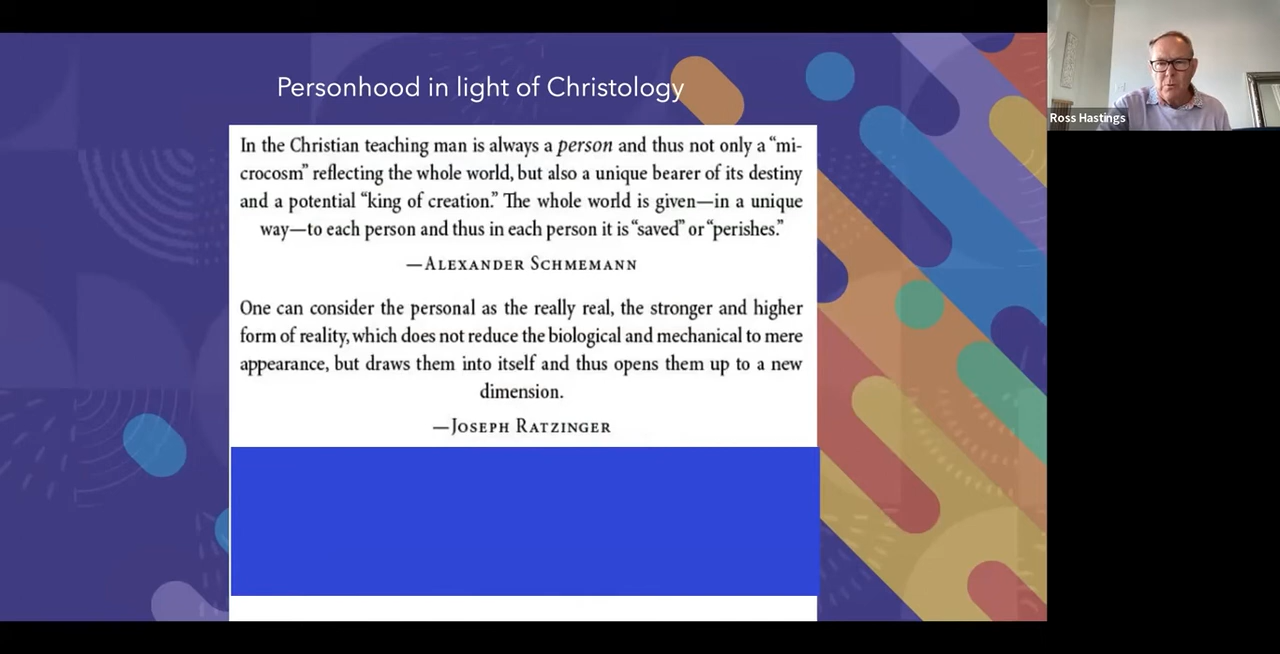 Personhood in light of Christology
In the Christian teaching man is always a person and thus not only a “mi-
crocosm” reflecting the whole world, but also a unique bearer of its destiny
and a potential “king of creation.” The whole world is given—in a unique
way—to each person and thus in each person it is “saved” or “perishes.”
—Alexander Schmemann
One can consider the personal as the really real, the stronger and higher
form of reality, which does not reduce the biological and mechanical to mere
appearance, but draws them into itself and thus opens them up to a new
dimension.
—Joseph Ratzinger
Ross Hastings